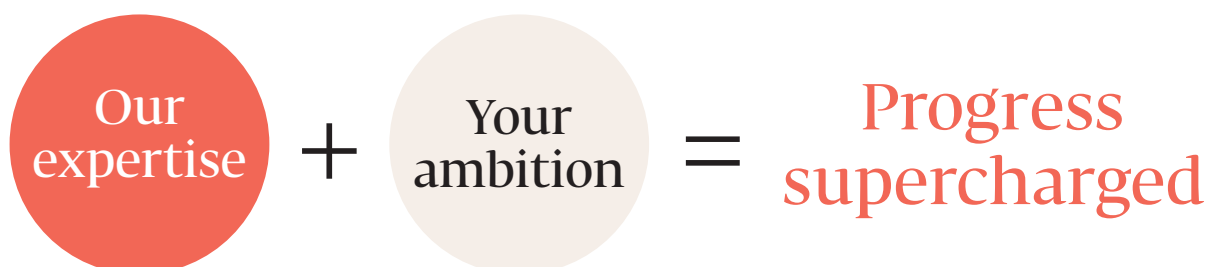 Our
expertise
+
Your
ambition
=
Progress
supercharged